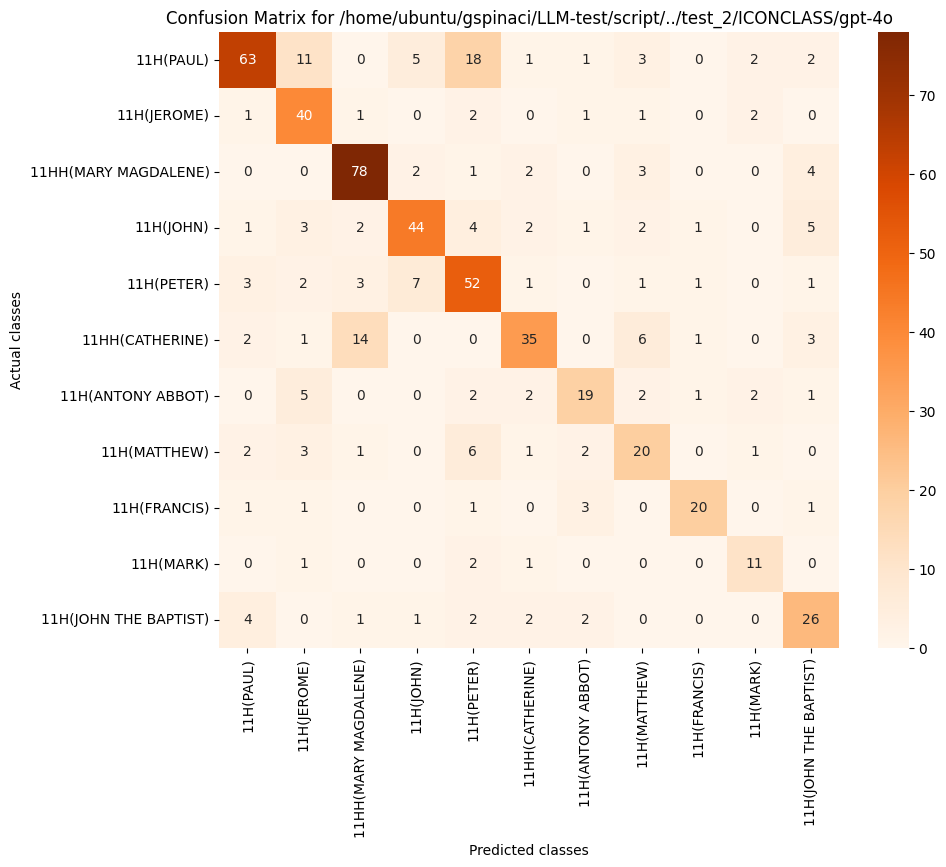 Confusion Matrix for /home/ubuntu/gspinaci/LLM-test/script/../test_2/ICONCLASS/gpt-4o
Actual classes
11H(PAUL) 63 11 0 5 18 1 1 3 0 2 2
11H(JEROME) 1 40 1 0 2 0 1 1 0 2 0
11HH(MARY MAGDALENE) 0 0 78 2 1 2 0 3 0 0 4
11H(JOHN) 1 3 2 44 4 2 1 2 1 0 5
11H(PETER) 3 2 3 7 52 1 0 1 1 0 1
11HH(CATHERINE) 2 1 14 0 0 35 0 6 1 0 3
11H(ANTONY ABBOT) 0 5 0 0 2 2 19 2 1 2 1
11H(MATTHEW) 2 3 1 0 6 1 2 20 0 1 0
11H(FRANCIS) 1 1 0 0 1 0 3 0 20 0 1
11H(MARK) 0 1 0 0 2 1 0 0 0 11 0
11H(JOHN THE BAPTIST) 4 0 1 1 2 2 2 0 0 0 26
11H(PAUL)
11H(JEROME)
11HH(MARY MAGDALENE)
11H(JOHN)
11H(PETER)
11HH(CATHERINE)
11H(ANTONY ABBOT)
11H(MATTHEW)
11H(FRANCIS)
11H(MARK)
11H(JOHN THE BAPTIST)
Predicted classes
70
60
50
40
30
20
10
0